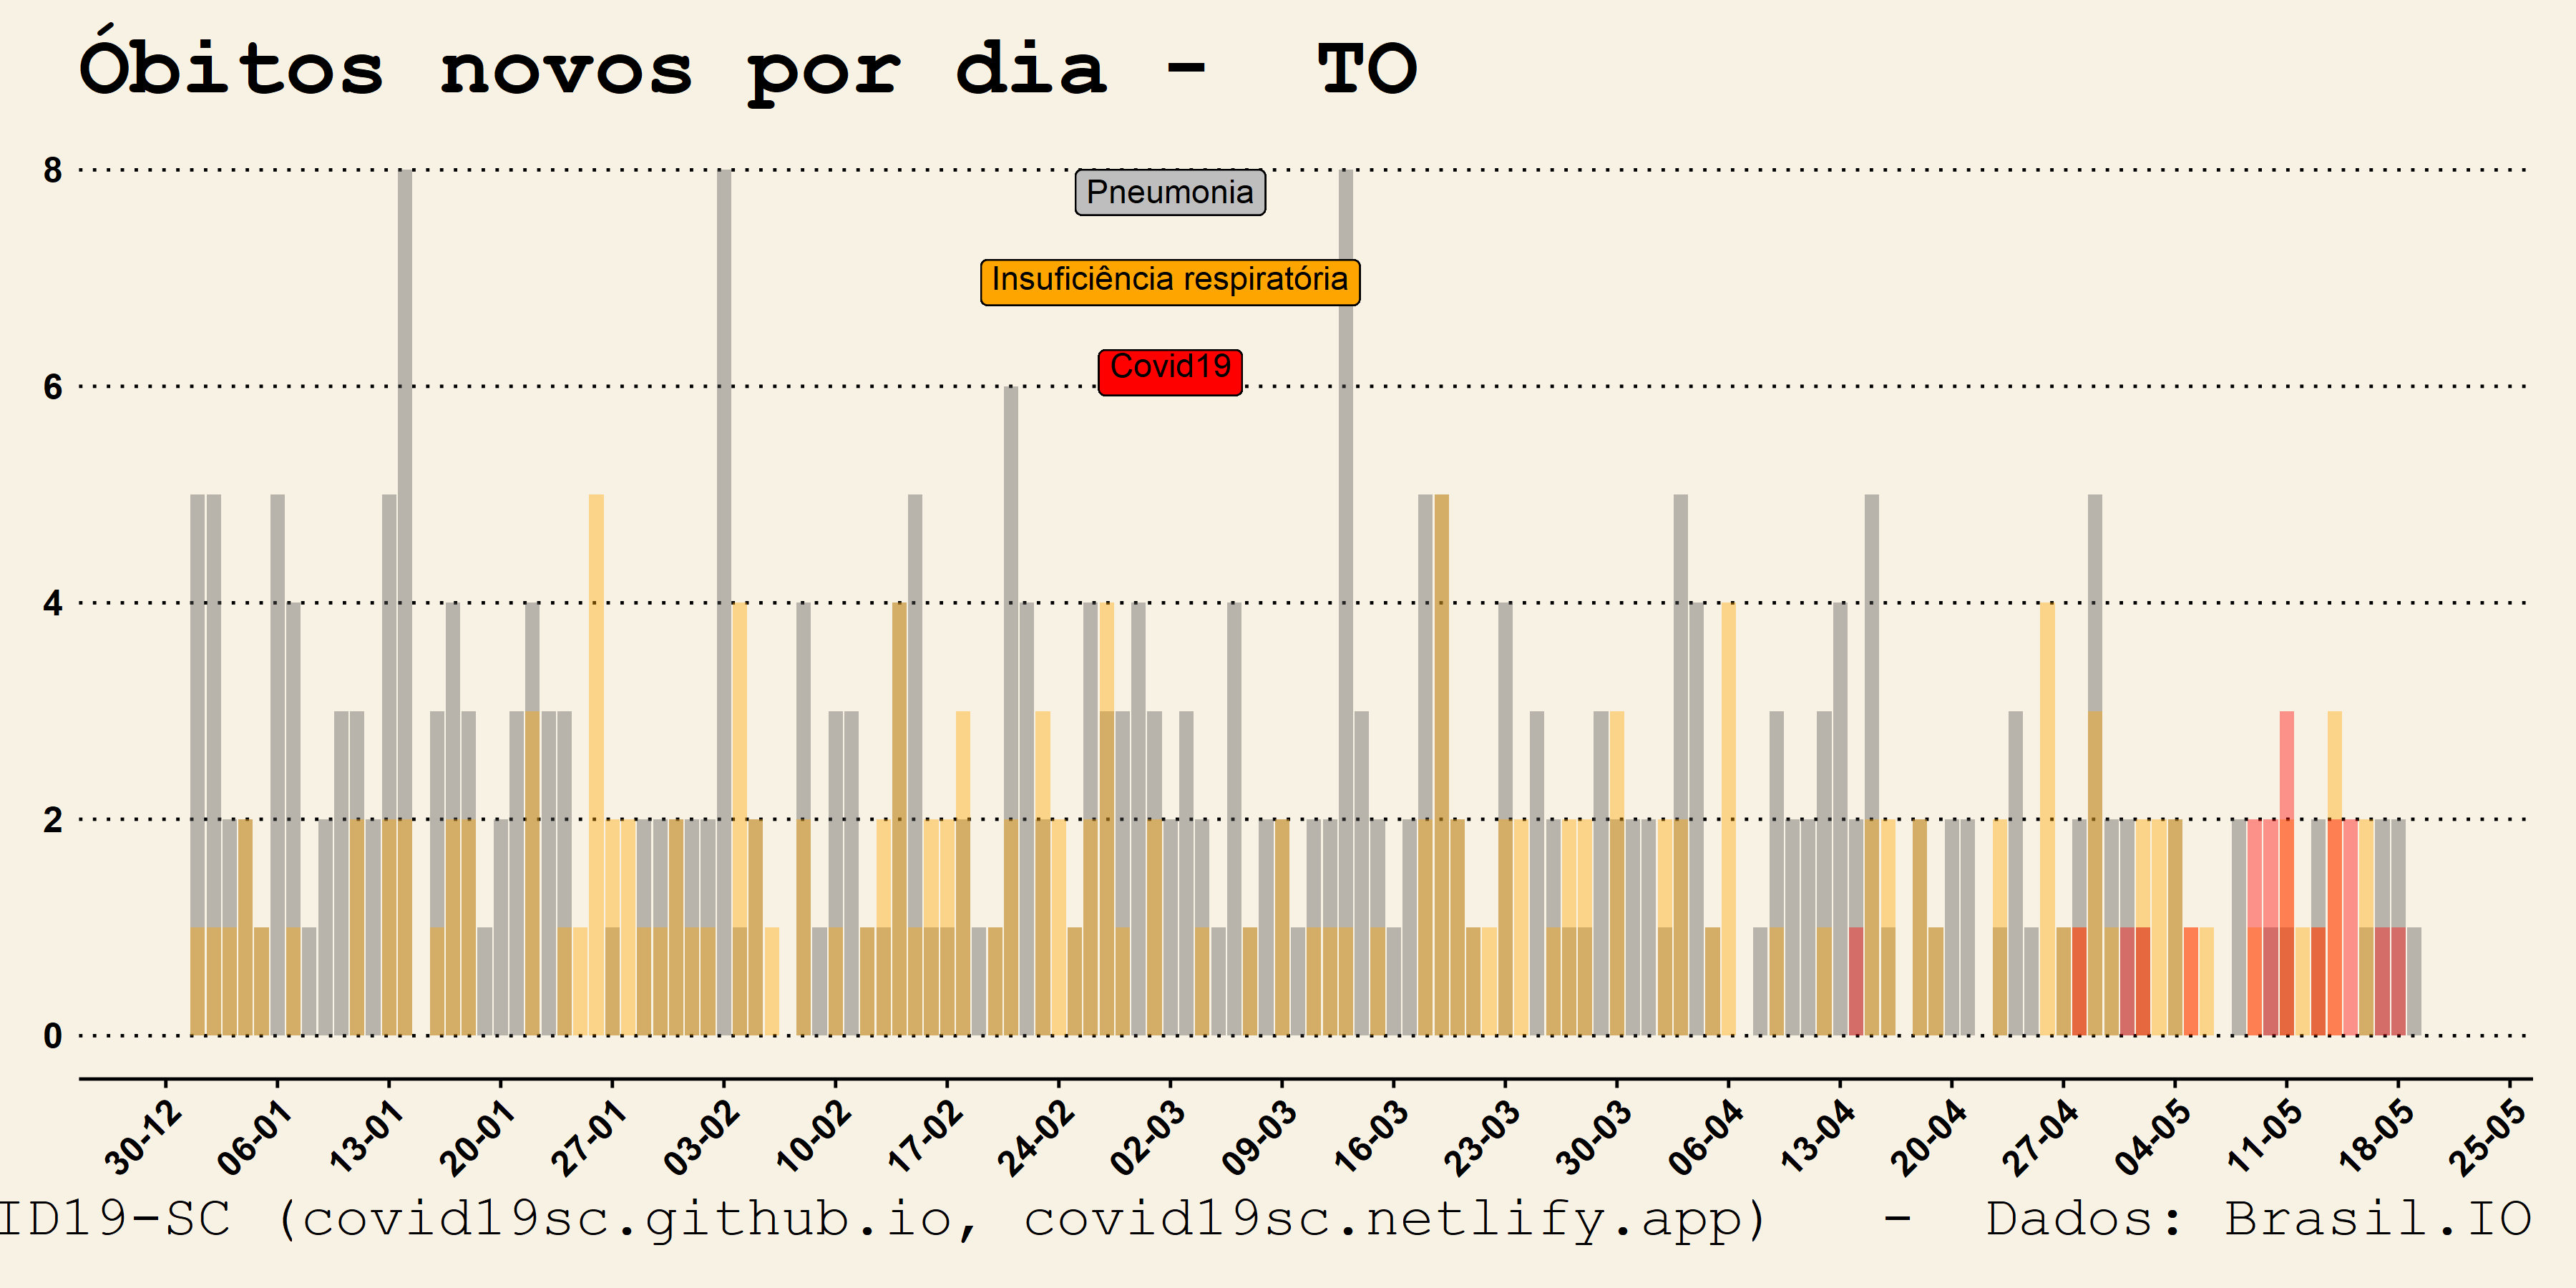 Óbitos novos por dia - TO
8
Pneumonia
Insuficiência respiratória
6
Covid19
4
2
0
30-12 06-01 13-01 20-01 27-01 03-02 10-02 17-02 24-02 02-03 09-03 16-03 23-03 30-03 06-04 13-04 20-04 27-04 04-05 11-05 18-05 25-05
ID19-SC (covid19sc.github.io, covid19sc.netlify.app) - Dados: Brasil.IO